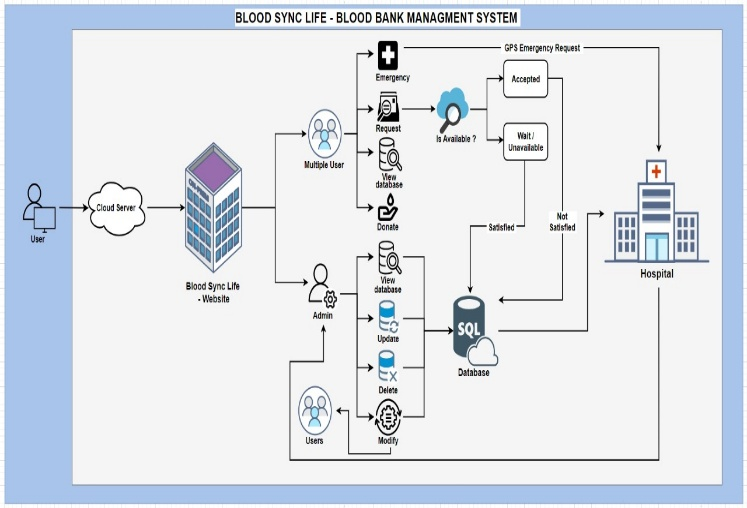 BLOOD SYNC LIFE - BLOOD BANK MANAGMENT SYSTEM
GPS Emergency Request
Emergency
Accepted
Request
Is Available ?
Wait /
Unavailable
Multiple User
View
database
Cloud Server
User
Donate
Satisfied
Not
Satisfied
Blood Sync Life
- Website
Hospital
View
database
Admin
Update
SQL
Database
Delete
Users
Modify